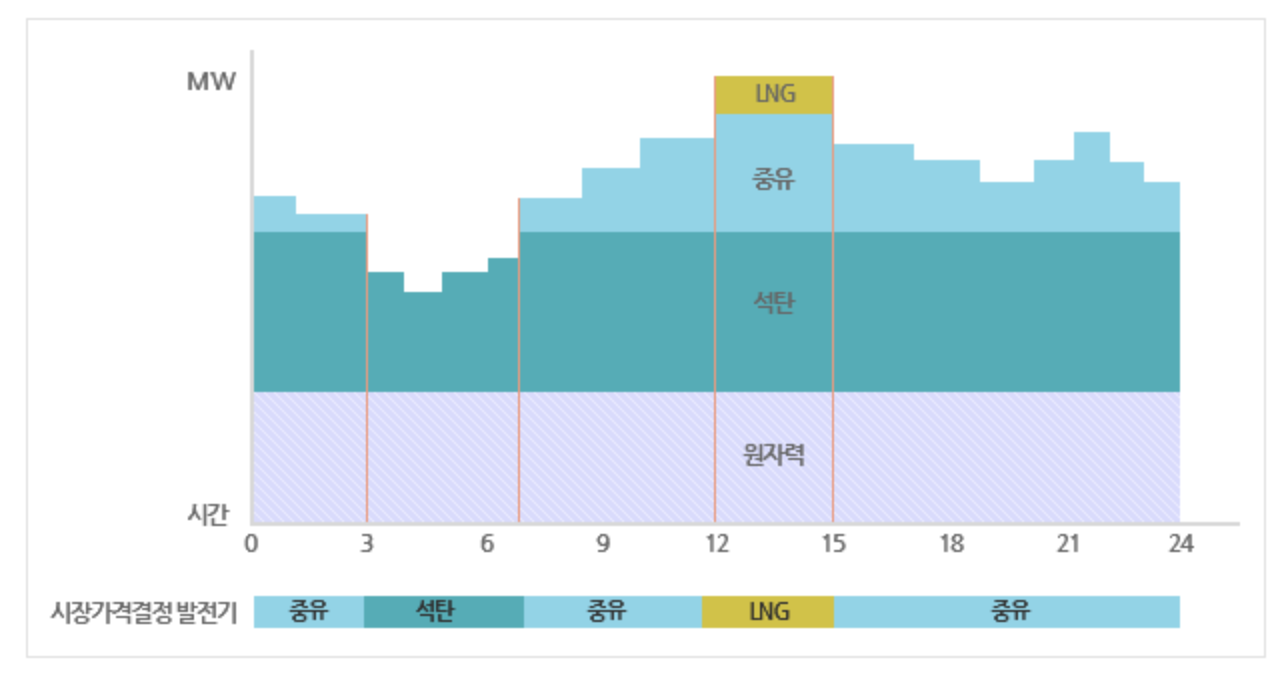 MW
LNG
중유
석탄
원자력
시간
0 3 6 9 12 15 18 21 24
시장가격결정 발전기 중유 석탄 중유 LNG 중유